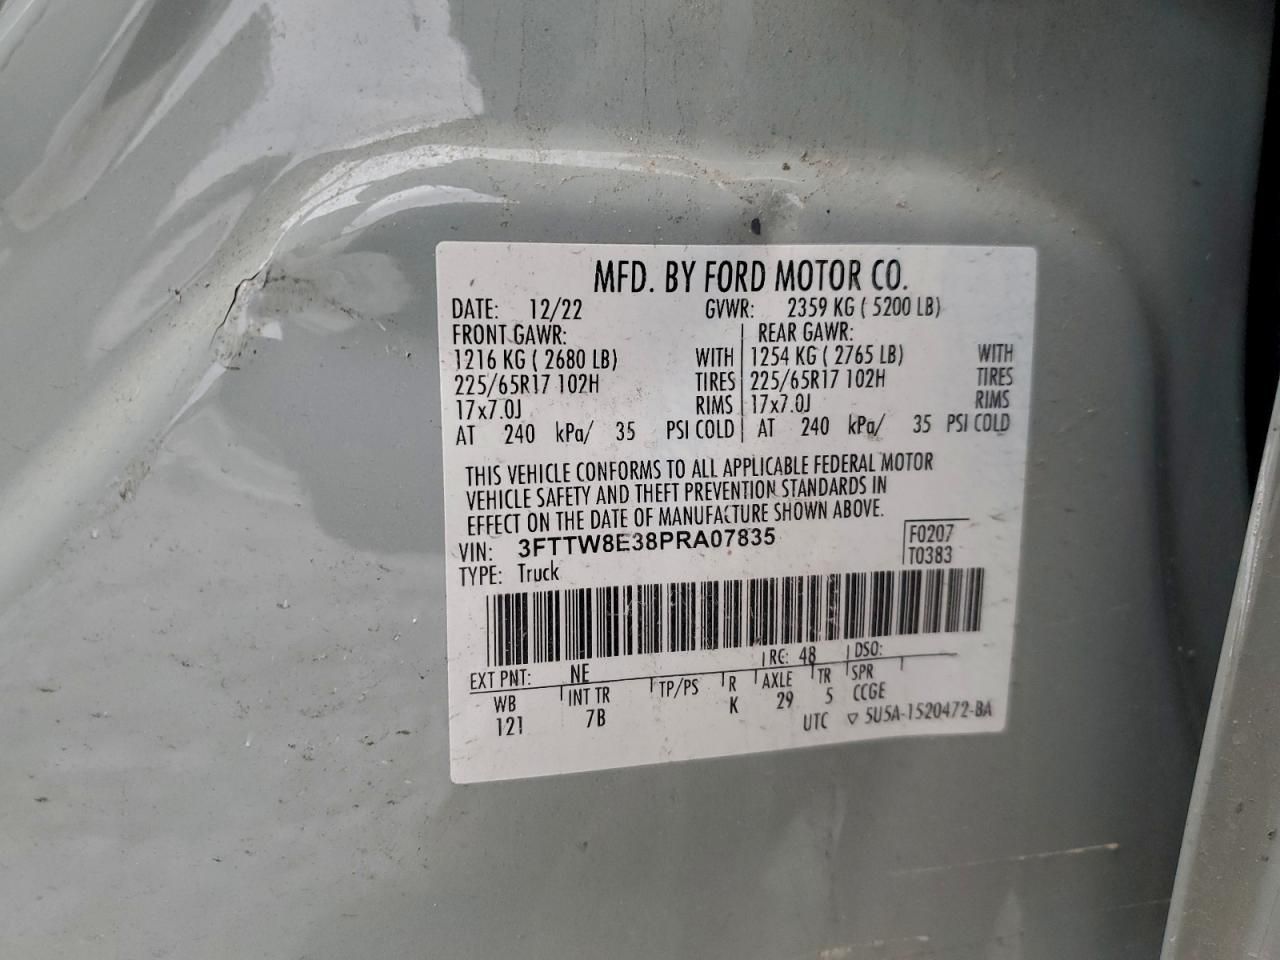 MFD. BY FORD MOTOR CO.
DATE: 12/22 GVWR: 2359 KG ( 5200 LB)
FRONT GAWR: REAR GAWR:
1216 KG ( 2680 LB) WITH 1254 KG ( 2765 LB) WITH
225/65R17 102H TIRES 225/65R17 102H TIRES
17x7.0J RIMS 17x7.0J RIMS
AT 240 kPa/ 35 PSI COLD AT 240 kPa/ 35 PSI COLD
THIS VEHICLE CONFORMS TO ALL APPLICABLE FEDERAL MOTOR
VEHICLE SAFETY AND THEFT PREVENTION STANDARDS IN
EFFECT ON THE DATE OF MANUFACTURE SHOWN ABOVE.
VIN: 3FTTW8E38PRA07835 F0207
TYPE: Truck T0383
EXT PNT: NE RC: 48 DSO:
WB INT TR TP/PS R AXLE TR SPR
121 7B K 29 5 CCGE
UTC ▽ 5U5A-1520472-BA